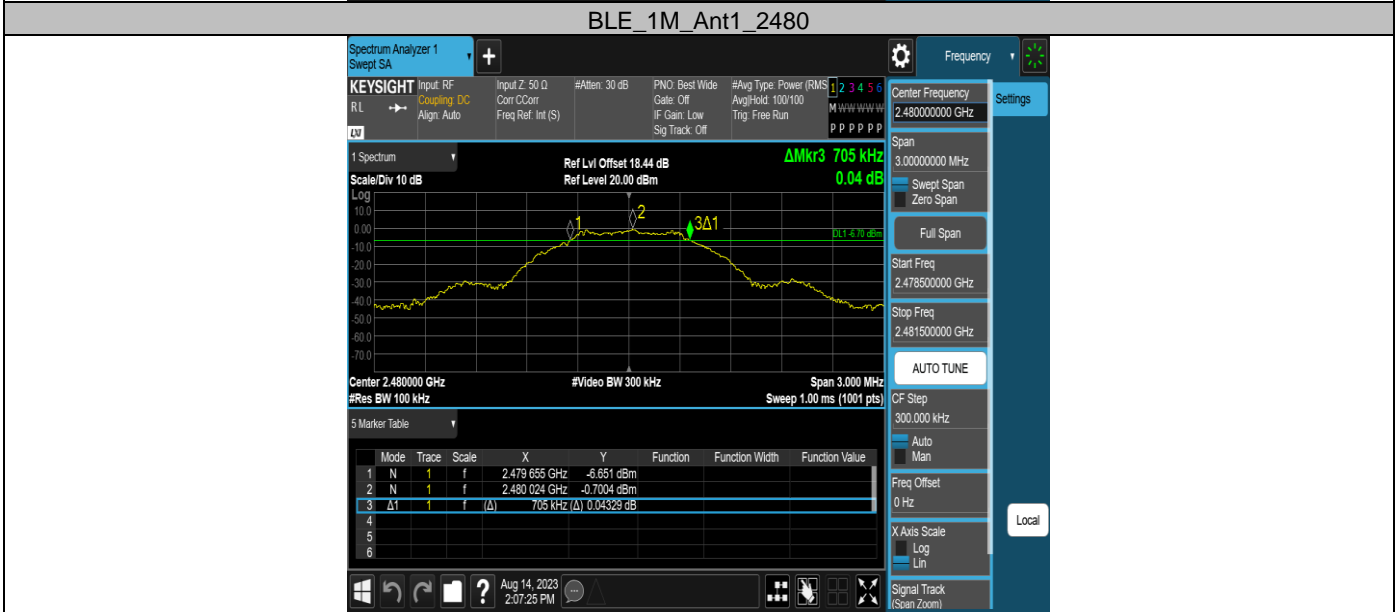 BLE_1M_Ant1_2480
Spectrum Analyzer 1
Swept SA
+
Frequency
KEYSIGHT
RL
LXI
Input: RF
Coupling: DC
Align: Auto
Input Z: 50 Ω
Corr CCorr
Freq Ref: Int (S)
#Atten: 30 dB
PNO: Best Wide
Gate: Off
IF Gain: Low
Sig Track: Off
#Avg Type: Power (RMS
Avg|Hold: 100/100
Trig: Free Run
1 2 3 4 5 6
M W W W W W
P P P P P P
1 Spectrum
Scale/Div 10 dB
Ref Lvl Offset 18.44 dB
Ref Level 20.00 dBm
ΔMkr3 705 kHz
0.04 dB
Log
10.0
0.00
-10.0
-20.0
-30.0
-40.0
-50.0
-60.0
-70.0
1
2
3Δ1
DL1 -6.70 dBm
Center 2.480000 GHz
#Video BW 300 kHz
Span 3.000 MHz
#Res BW 100 kHz
Sweep 1.00 ms (1001 pts)
5 Marker Table
Mode Trace Scale X Y Function Function Width Function Value
1 N 1 f 2.479 655 GHz -6.651 dBm
2 N 1 f 2.480 024 GHz -0.7004 dBm
3 Δ1 1 f (Δ) 705 kHz (Δ) 0.04329 dB
4
5
6
Aug 14, 2023
2:07:25 PM
?
Center Frequency
2.480000000 GHz
Settings
Span
3.00000000 MHz
Swept Span
Zero Span
Full Span
Start Freq
2.478500000 GHz
Stop Freq
2.481500000 GHz
AUTO TUNE
CF Step
300.000 kHz
Auto
Man
Freq Offset
0 Hz
X Axis Scale
Log
Lin
Local
Signal Track
(Span Zoom)